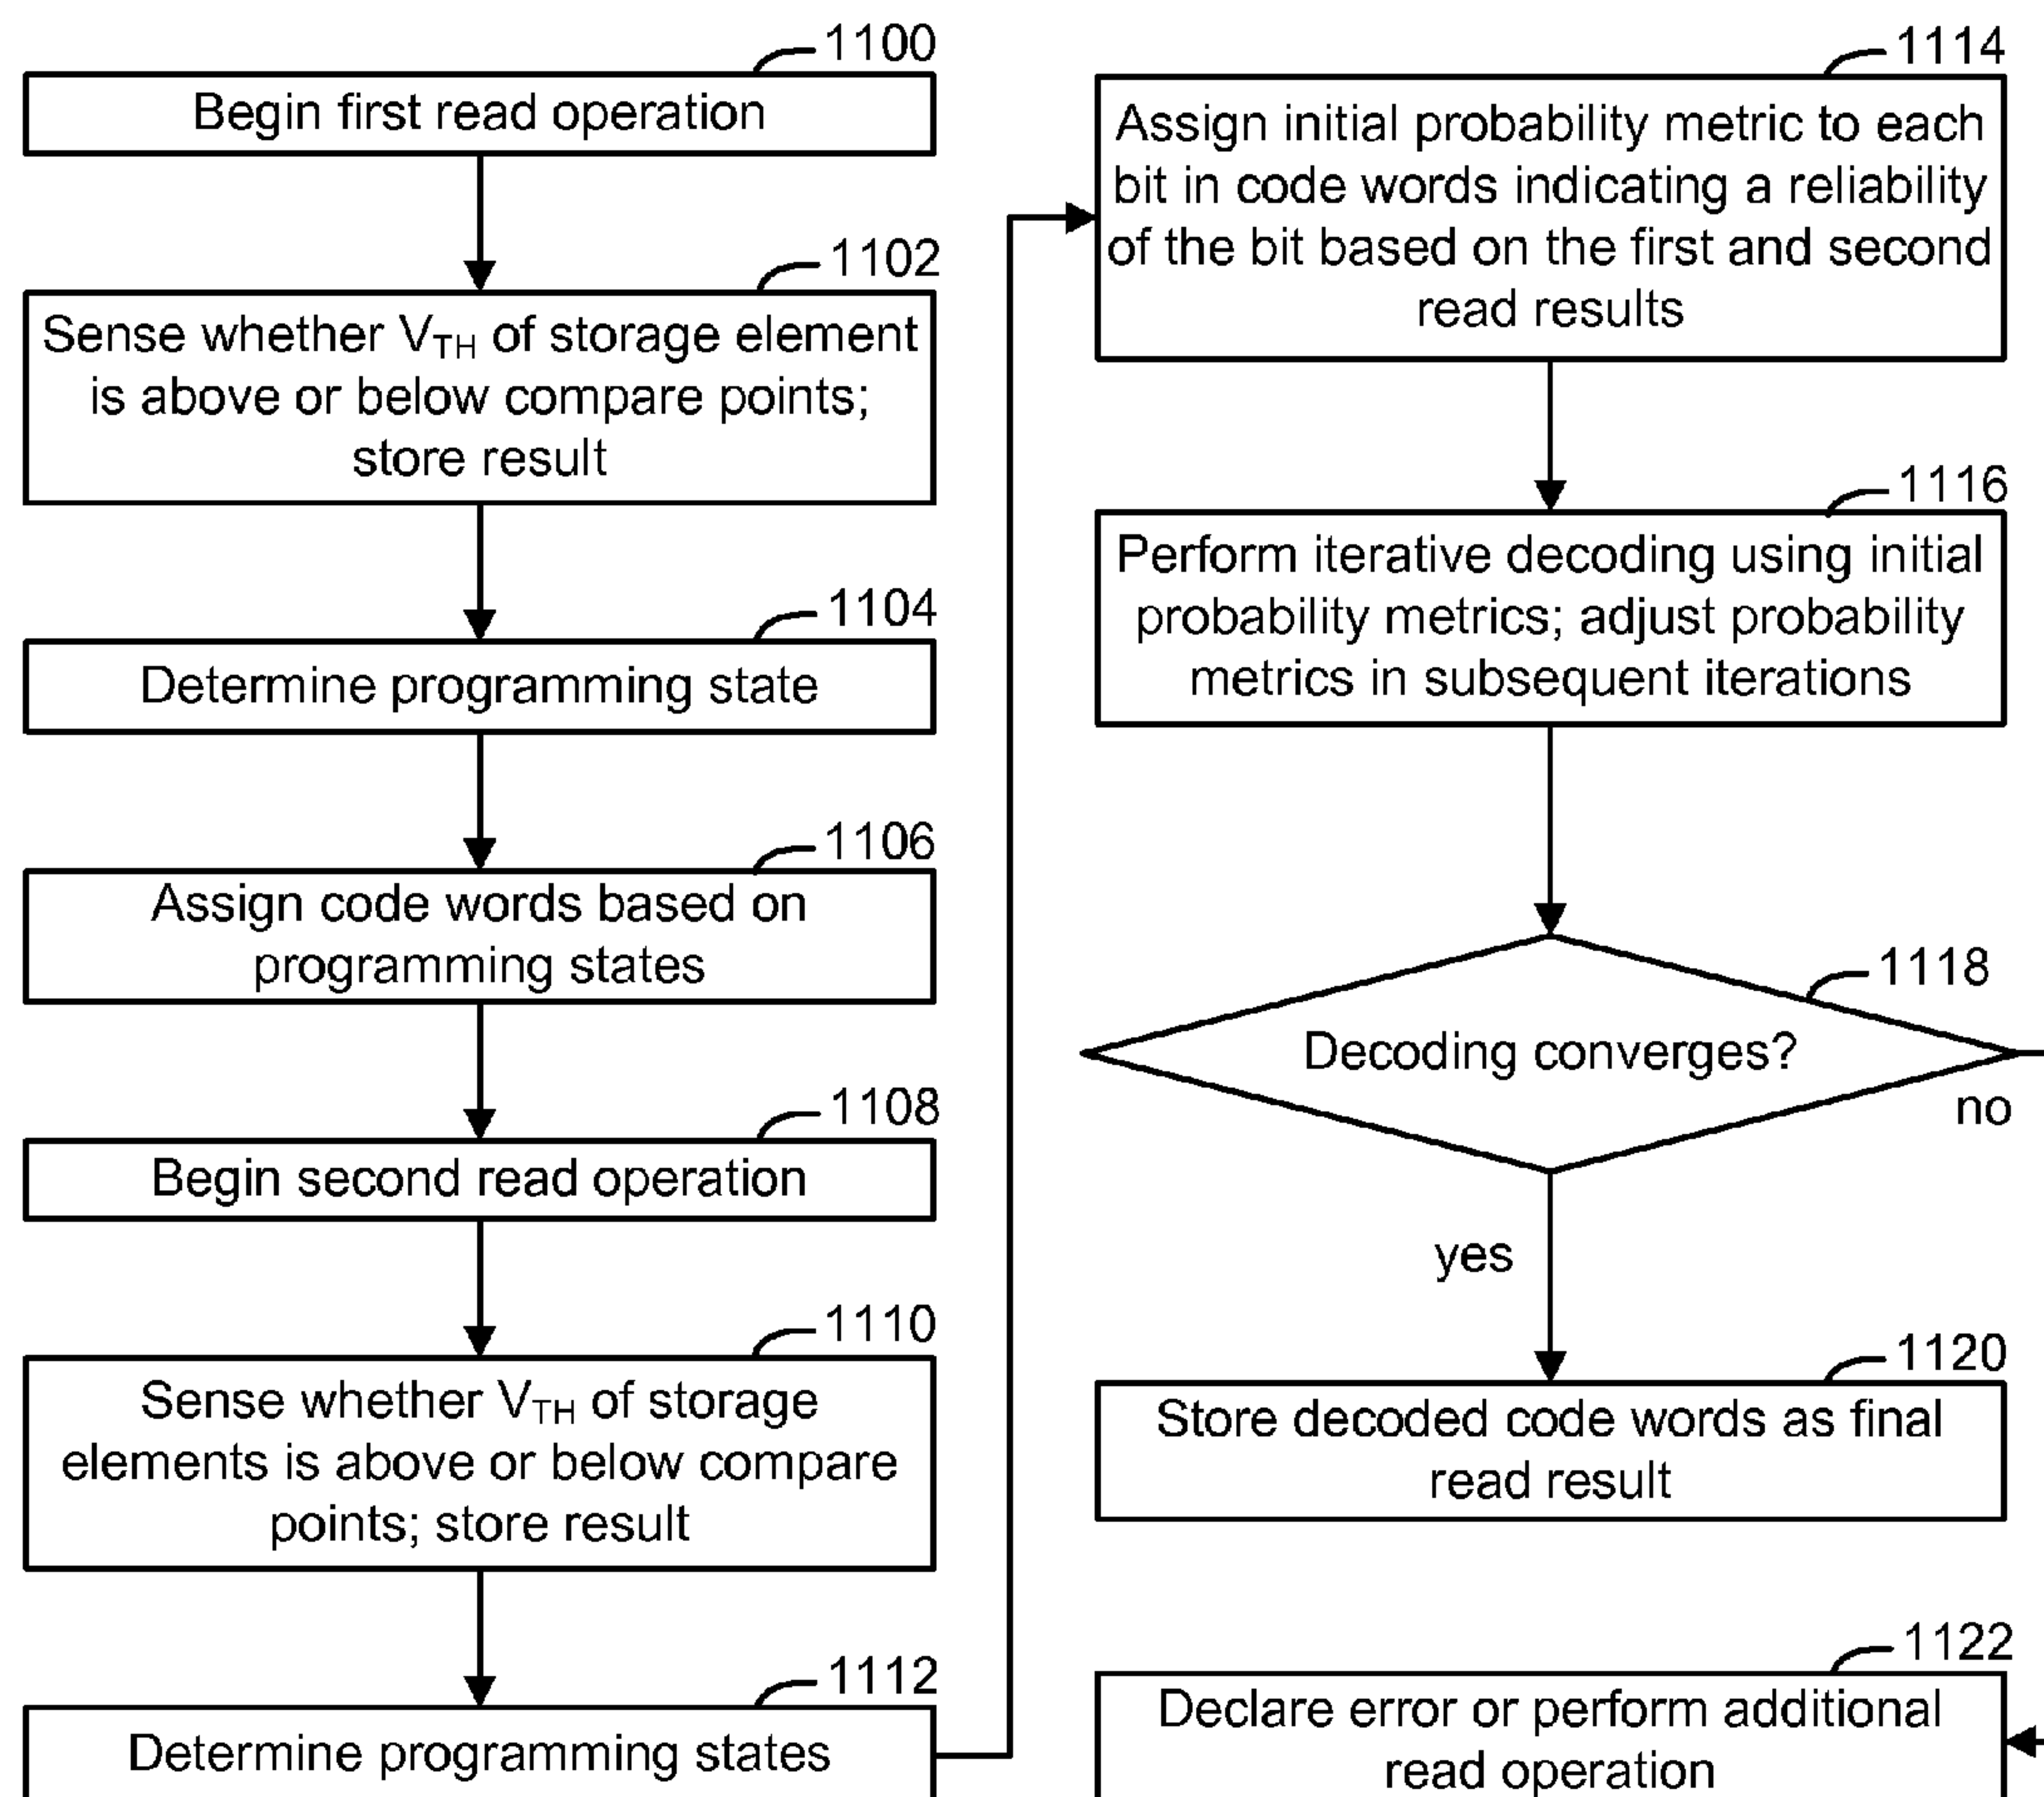 1100
Begin first read operation
1102
Sense whether VTH of storage element
is above or below compare points;
store result
1104
Determine programming state
1106
Assign code words based on
programming states
1108
Begin second read operation
1110
Sense whether VTH of storage
elements is above or below compare
points; store result
1112
Determine programming states
1114
Assign initial probability metric to each
bit in code words indicating a reliability
of the bit based on the first and second
read results
1116
Perform iterative decoding using initial
probability metrics; adjust probability
metrics in subsequent iterations
1118
Decoding converges?
no
yes
1120
Store decoded code words as final
read result
1122
Declare error or perform additional
read operation